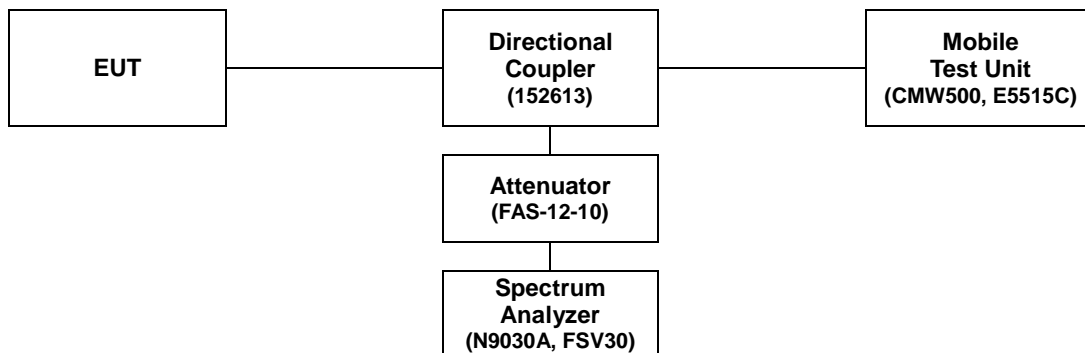 EUT
Directional
Coupler
(152613)
Mobile
Test Unit
(CMW500, E5515C)
Attenuator
(FAS-12-10)
Spectrum
Analyzer
(N9030A, FSV30)